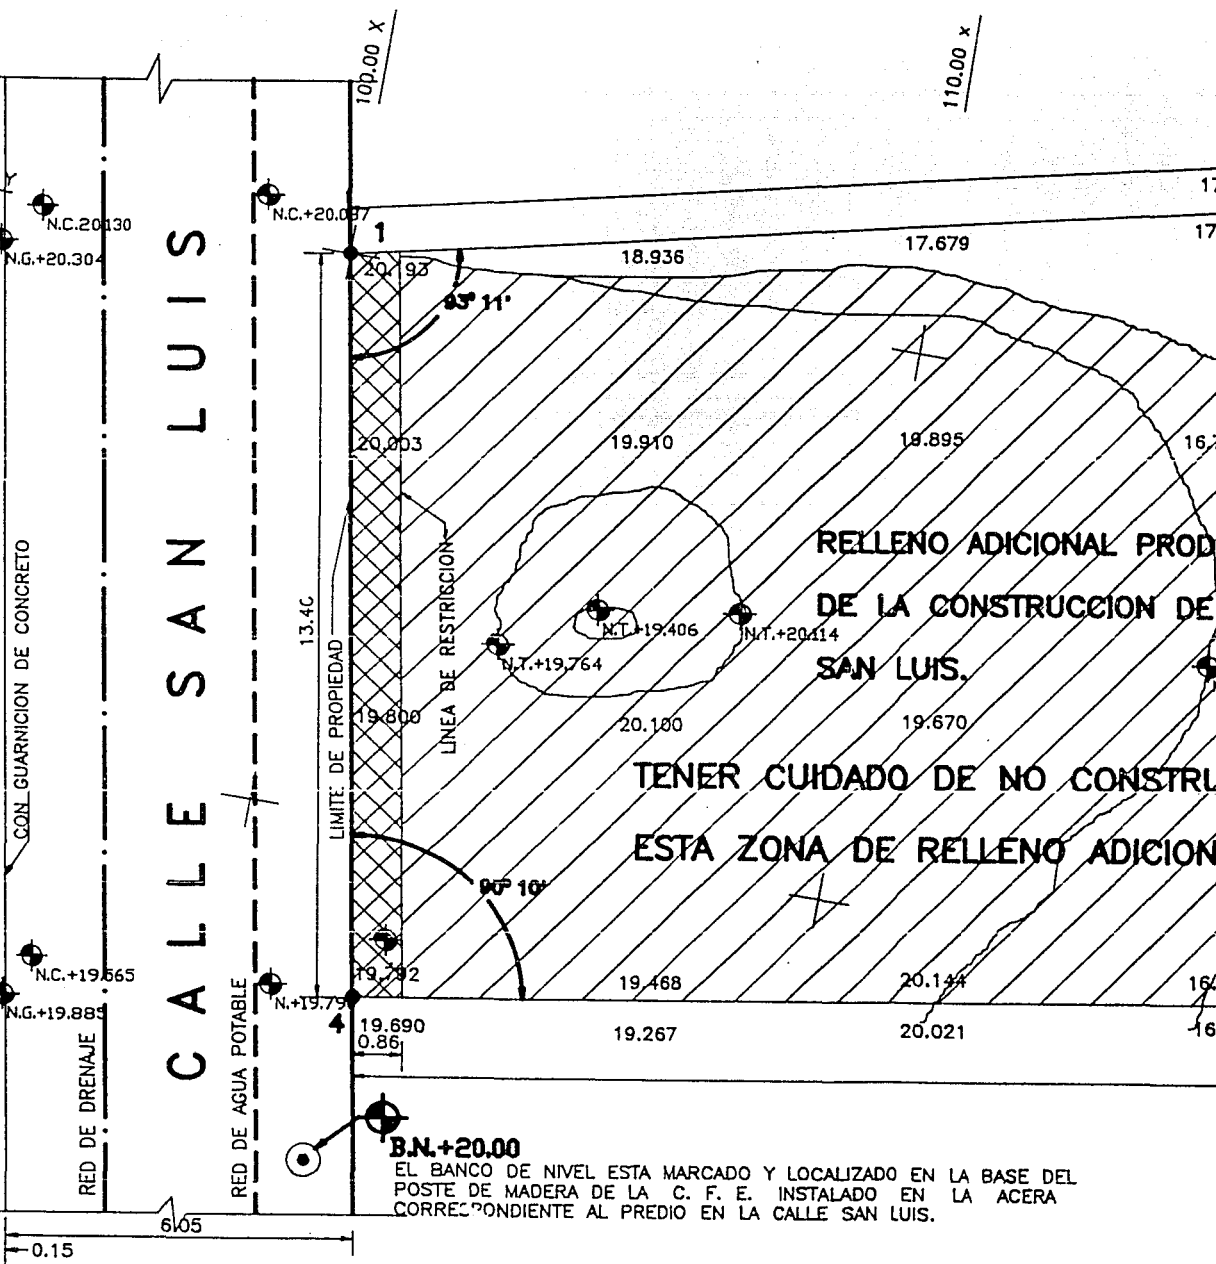 100.00 X
110.00 x
Y
N.C.20.130
N.G.+20.304
1
18.936
17.679
93° 11'
20.003
19.910
19.895
CON GUARNICION DE CONCRETO
CALLE SAN LUIS
13.40
LIMITE DE PROPIEDAD
LINEA DE RESTRICCION
RELLENO ADICIONAL PROD
DE LA CONSTRUCCION DE
SAN LUIS.
N.T.+19.406
N.T.+20.114
N.T.+19.764
19.800
20.100
19.670
TENER CUIDADO DE NO CONSTRU
ESTA ZONA DE RELLENO ADICION
90° 10'
N.C.+19.665
N.G.+19.885
N.+19.79
19.792
19.468
20.144
4
19.690
19.267
20.021
16
0.86
RED DE DRENAJE
RED DE AGUA POTABLE
B.N.+20.00
EL BANCO DE NIVEL ESTA MARCADO Y LOCALIZADO EN LA BASE DEL
POSTE DE MADERA DE LA C. F. E. INSTALADO EN LA ACERA
CORRESPONDIENTE AL PREDIO EN LA CALLE SAN LUIS.
6.05
0.15